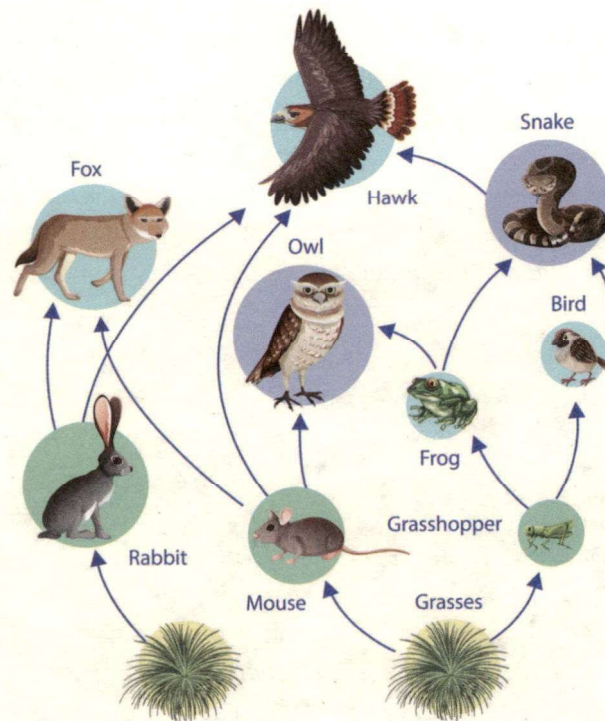 Snake
Fox
Hawk
Owl
Bird
Frog
Grasshopper
Rabbit
Mouse
Grasses